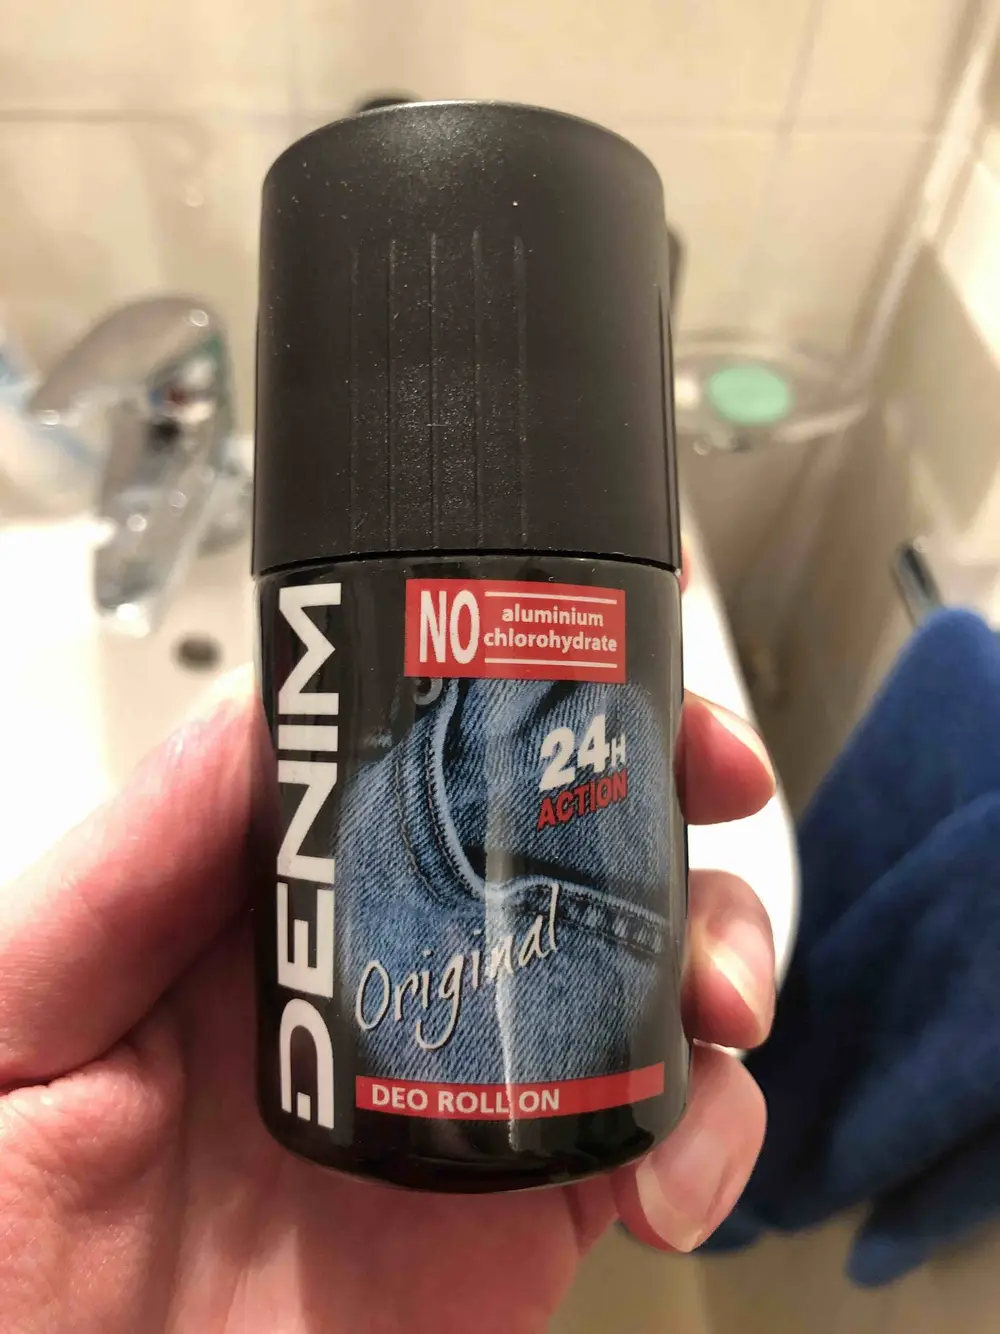 DENIM
NO
aluminium
chlorohydrate
24H
ACTION
Original
DEO ROLL ON